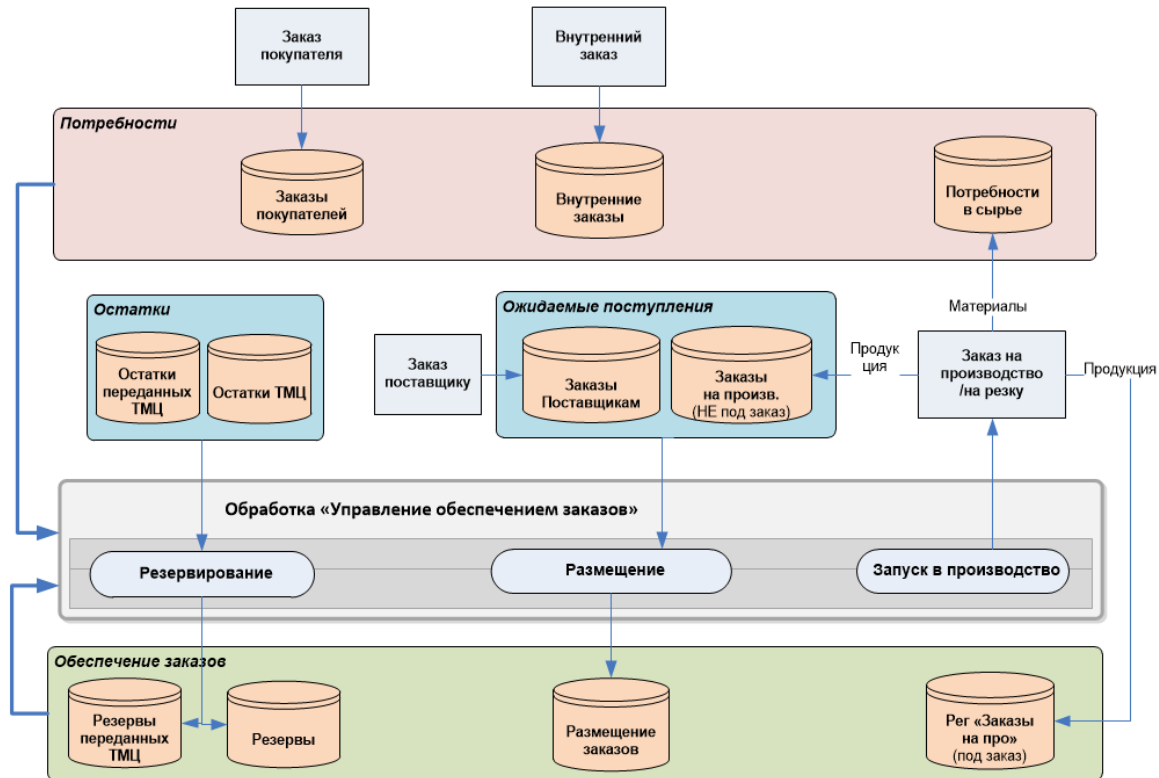 Заказ
покупателя
Внутренний
заказ
Потребности
Заказы
покупателей
Внутренние
заказы
Потребности
в сырье
Материалы
Остатки
Остатки
переданных
ТМЦ
Остатки ТМЦ
Заказ
поставщику
Ожидаемые поступления
Заказы
Поставщикам
Заказы
на произв.
(НЕ под заказ)
Продук
ция
Заказ на
производство
/на резку
Продукция
Обработка «Управление обеспечением заказов»
Резервирование
Размещение
Запуск в производство
Обеспечение заказов
Резервы
переданных
ТМЦ
Резервы
Размещение
заказов
Рег «Заказы
на про»
(под заказ)